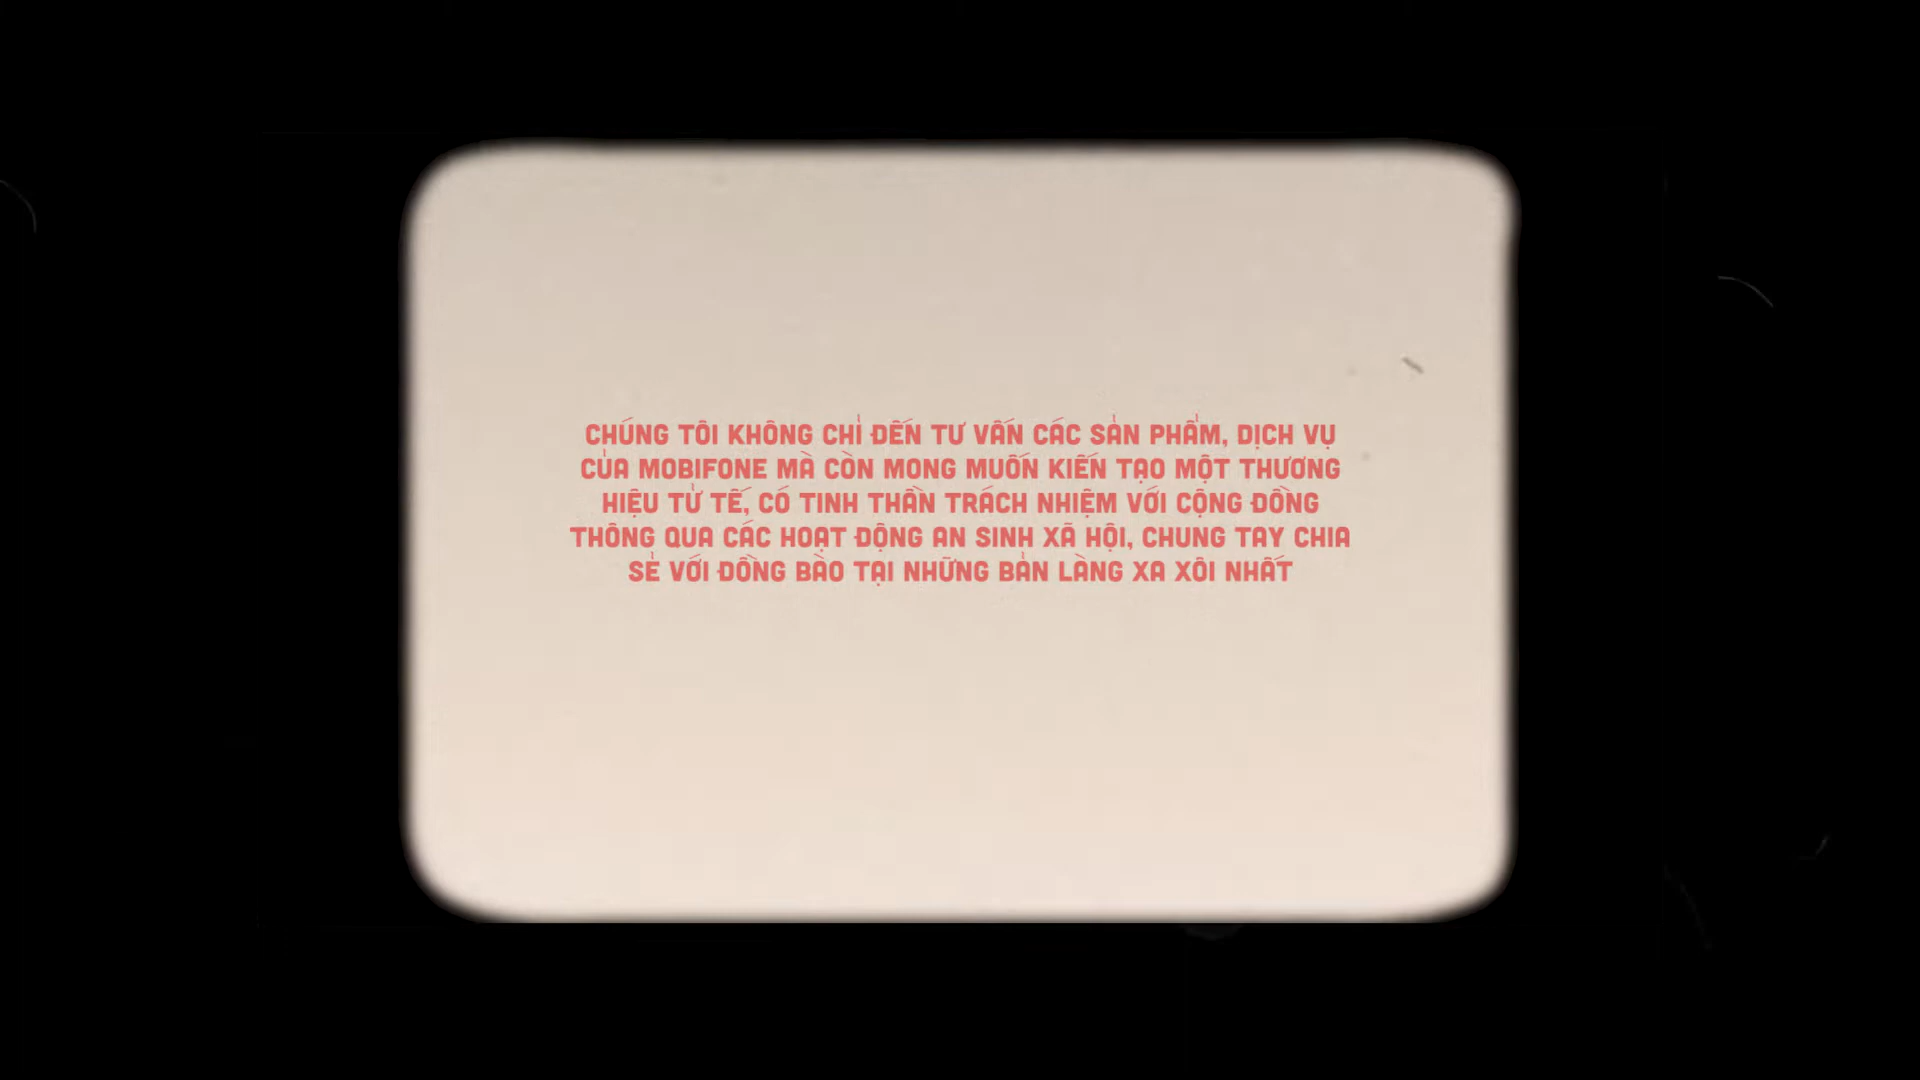 CHÚNG TÔI KHÔNG CHỈ ĐẾN TƯ VẤN CÁC SẢN PHẨM, DỊCH VỤ
CỦA MOBIFONE MÀ CÒN MONG MUỐN KIẾN TẠO MỘT THƯƠNG
HIỆU TỬ TẾ, CÓ TINH THẦN TRÁCH NHIỆM VỚI CỘNG ĐỒNG
THÔNG QUA CÁC HOẠT ĐỘNG AN SINH XÃ HỘI, CHUNG TAY CHIA
SẺ VỚI ĐỒNG BÀO TẠI NHỮNG BẢN LÀNG XA XÔI NHẤT